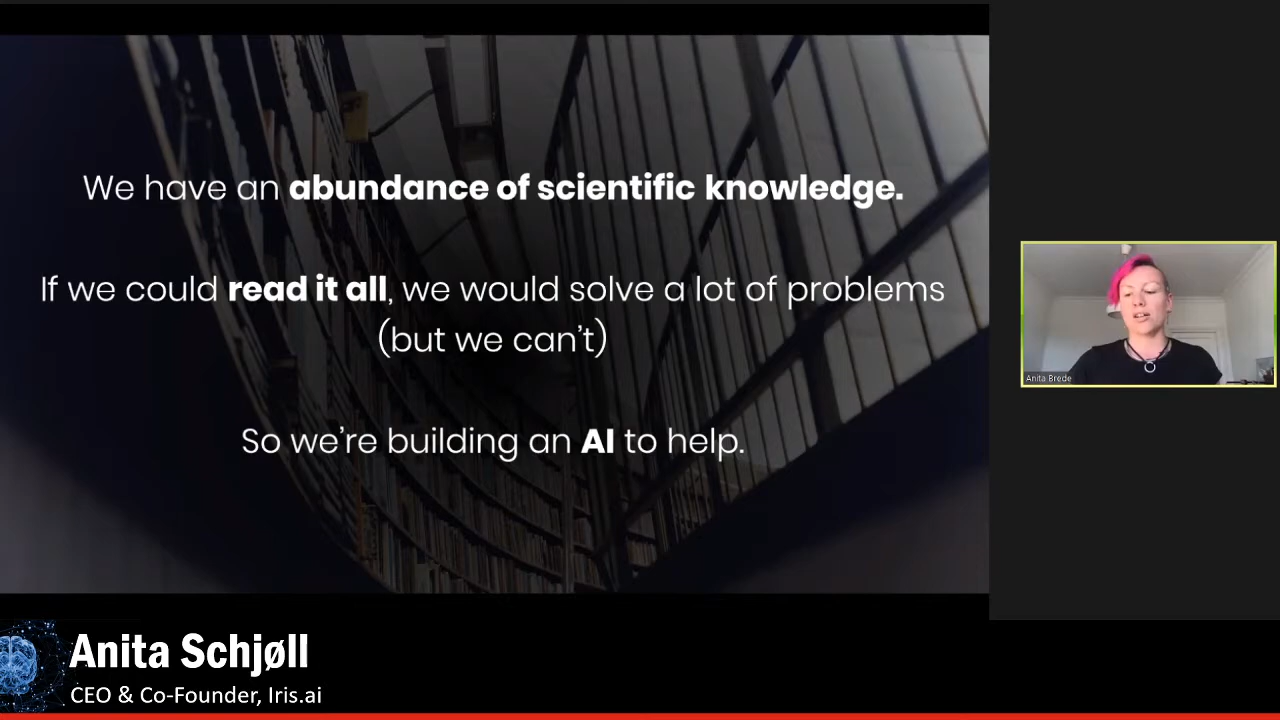 We have an abundance of scientific knowledge.
If we could read it all, we would solve a lot of problems
(but we can't)
So we're building an AI to help.
Anita Brede
Anita Schjøll
CEO & Co-Founder, Iris.ai